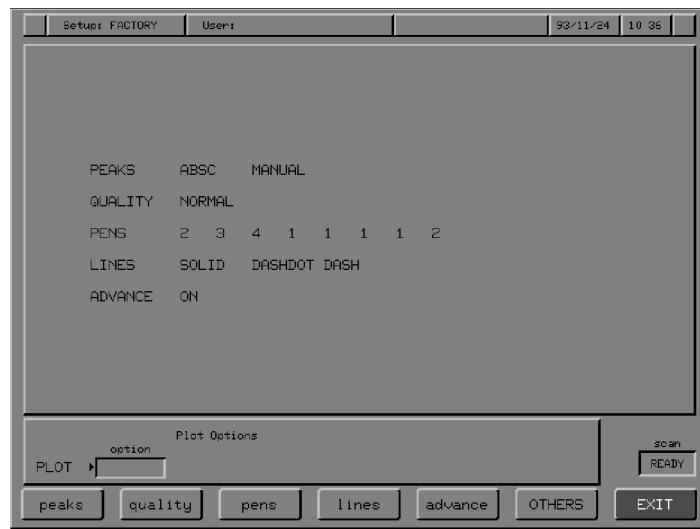 Setup: FACTORY User: 93/11/24 10 36
PEAKS ABSC MANUAL
QUALITY NORMAL
PENS 2 3 4 1 1 1 1 2
LINES SOLID DASHDOT DASH
ADVANCE ON
Plot Options
option
scan
PLOT
READY
peaks quality pens lines advance OTHERS EXIT